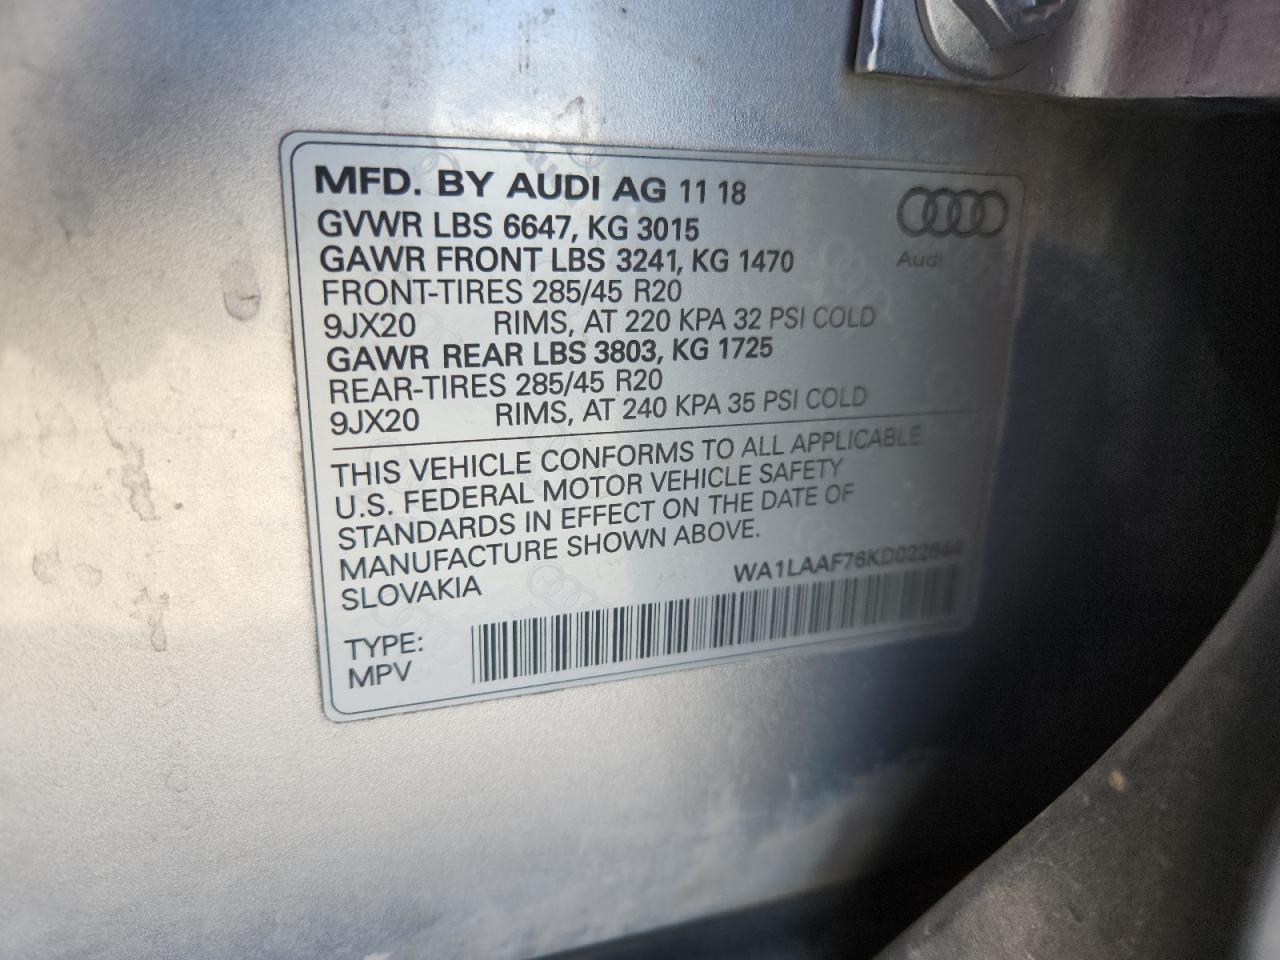 MFD. BY AUDI AG 11 18
GVWR LBS 6647, KG 3015
GAWR FRONT LBS 3241, KG 1470
FRONT-TIRES 285/45 R20
9JX20 RIMS, AT 220 KPA 32 PSI COLD
GAWR REAR LBS 3803, KG 1725
REAR-TIRES 285/45 R20
9JX20 RIMS, AT 240 KPA 35 PSI COLD
Audi
THIS VEHICLE CONFORMS TO ALL APPLICABLE
U.S. FEDERAL MOTOR VEHICLE SAFETY
STANDARDS IN EFFECT ON THE DATE OF
MANUFACTURE SHOWN ABOVE.
SLOVAKIA
TYPE:
MPV